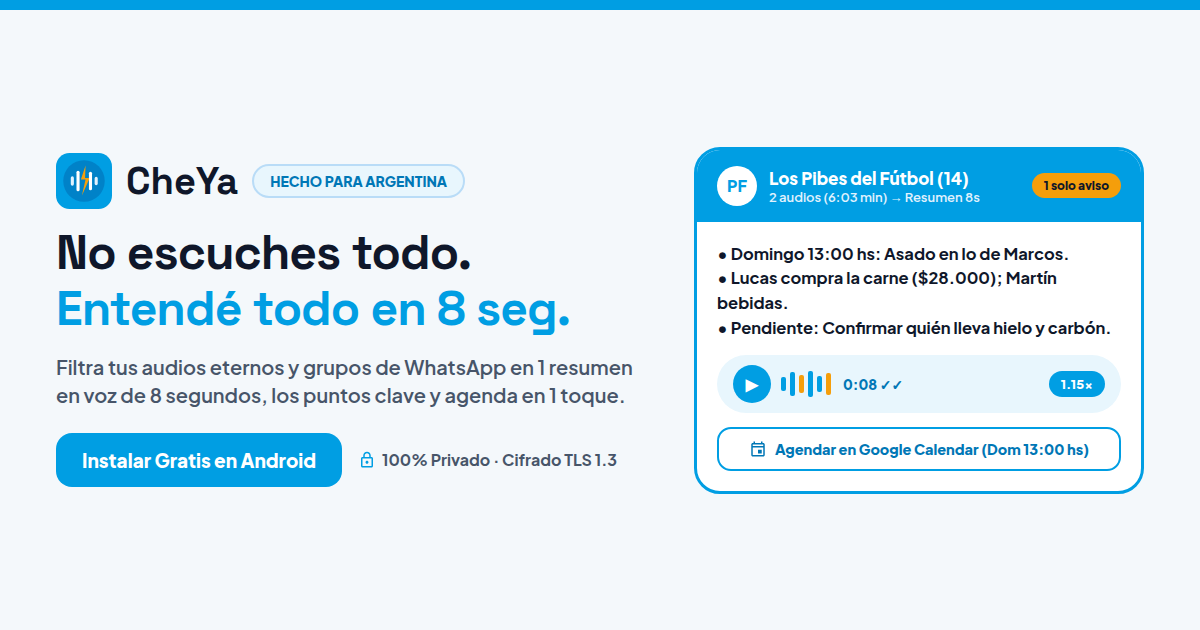 CheYa
HECHO PARA ARGENTINA
No escuches todo.
Entendé todo en 8 seg.
Filtra tus audios eternos y grupos de WhatsApp en 1 resumen
en voz de 8 segundos, los puntos clave y agenda en 1 toque.
Instalar Gratis en Android
100% Privado · Cifrado TLS 1.3
PF
Los Pibes del Fútbol (14)
2 audios (6:03 min) → Resumen 8s
1 solo aviso
• Domingo 13:00 hs: Asado en lo de Marcos.
• Lucas compra la carne ($28.000); Martín
bebidas.
• Pendiente: Confirmar quién lleva hielo y carbón.
0:08 ✓✓
1.15×
Agendar en Google Calendar (Dom 13:00 hs)